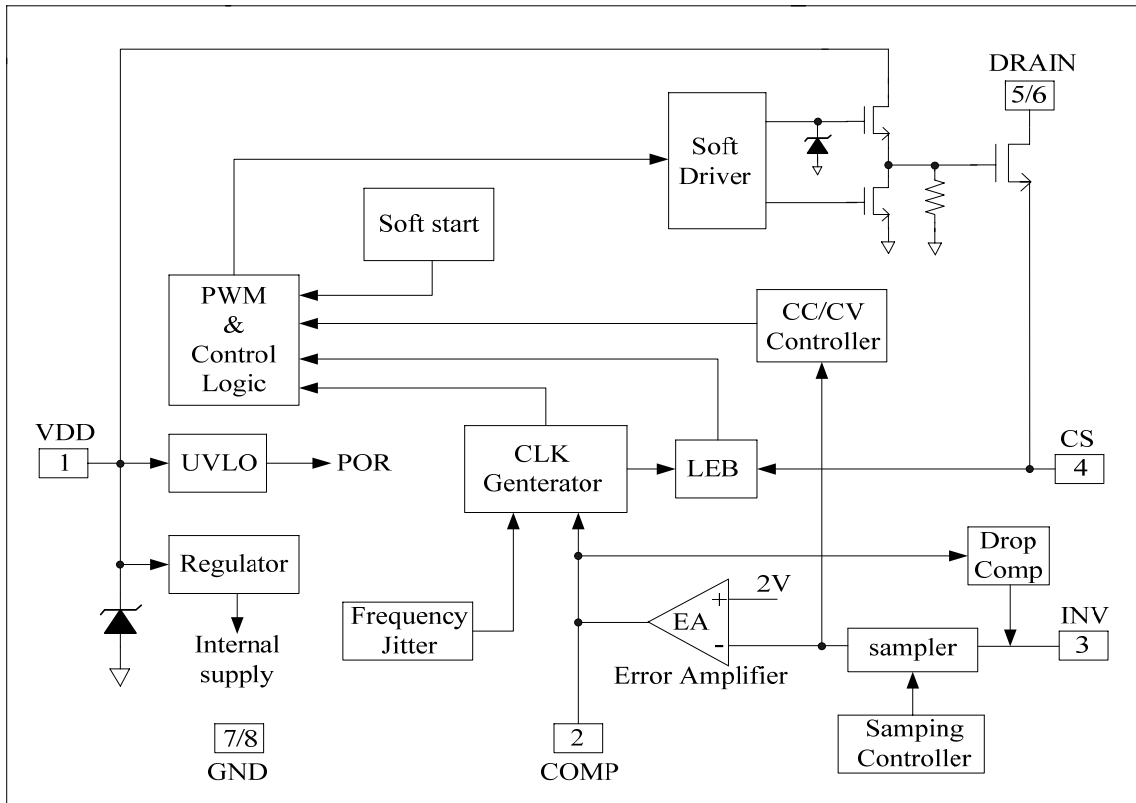 DRAIN
5/6
Soft
Driver
Soft start
PWM
&
Control
Logic
CC/CV
Controller
VDD
1
UVLO
POR
CLK
Genterator
LEB
CS
4
Regulator
Drop
Comp
2V
+
EA
-
Frequency
Jitter
INV
3
Internal
supply
Error Amplifier
sampler
7/8
GND
2
COMP
Samping
Controller